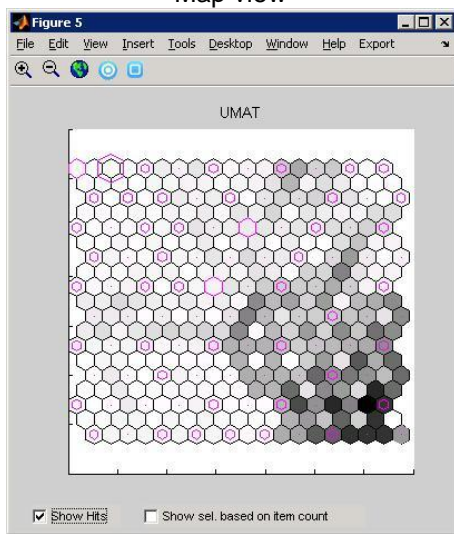 Map view
Figure 5
File Edit View Insert Tools Desktop Window Help Export
UMAT
Show Hits Show sel. based on item count